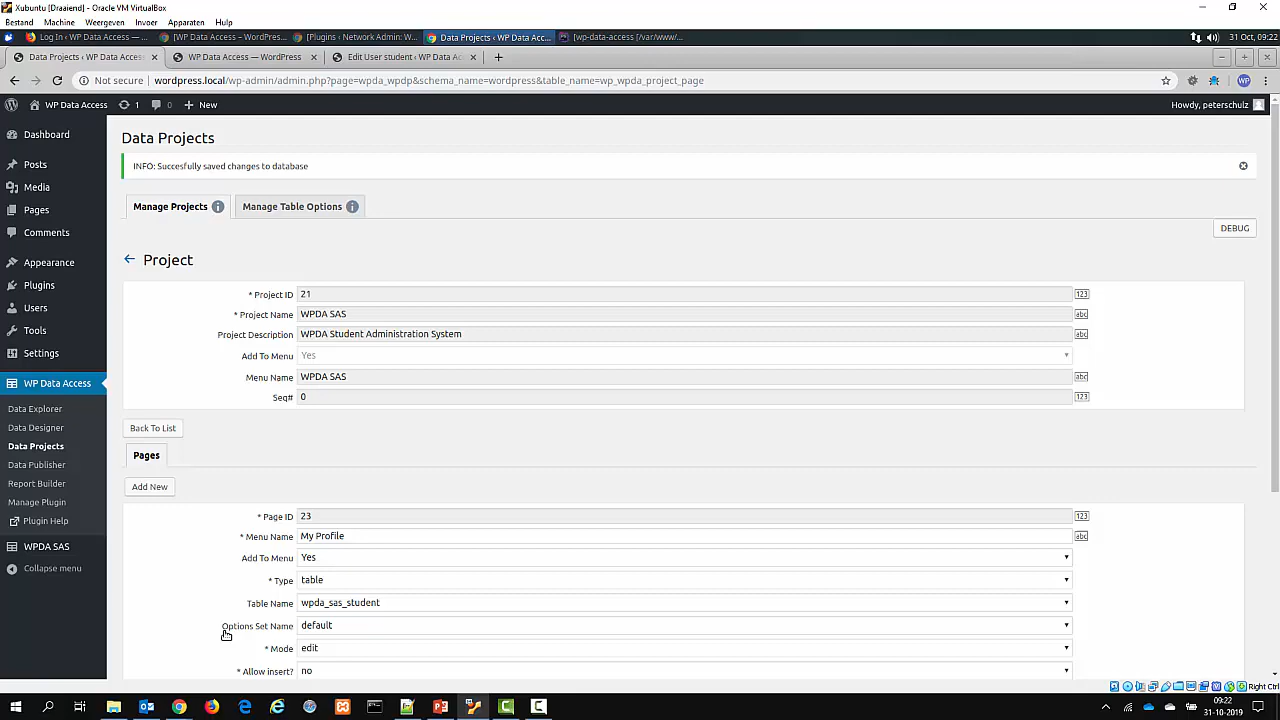 Xubuntu [Draaiend] - Oracle VM VirtualBox
Bestand Machine Weergeven Invoer Apparaten Help
Log In ‹ WP Data Access — ...
[WP Data Access – WordPres...
[Plugins ‹ Network Admin: W...
Data Projects ‹ WP Data Acc...
[wp-data-access [/var/www/...
31 Oct, 09:22
Data Projects ‹ WP Data Access
WP Data Access — WordPress
Edit User student ‹ WP Data Ac
Not secure
wordpress.local/wp-admin/admin.php?page=wpda_wpdp&schema_name=wordpress&table_name=wp_wpda_project_page
WP
WP Data Access 1 0 New
Howdy, peterschulz
Dashboard
Posts
Media
Pages
Comments
Appearance
Plugins
Users
Tools
Settings
WP Data Access
Data Explorer
Data Designer
Data Projects
Data Publisher
Report Builder
Manage Plugin
Plugin Help
WPDA SAS
Collapse menu
Data Projects
INFO: Succesfully saved changes to database
Manage Projects
Manage Table Options
DEBUG
Project
* Project ID 21 123
* Project Name WPDA SAS abc
Project Description WPDA Student Administration System abc
Add To Menu Yes
Menu Name WPDA SAS abc
Seq# 0 123
Back To List
Pages
Add New
* Page ID 23 123
* Menu Name My Profile abc
Add To Menu Yes
* Type table
Table Name wpda_sas_student
Options Set Name default
* Mode edit
* Allow insert? no
Right Ctrl
09:22
31-10-2019